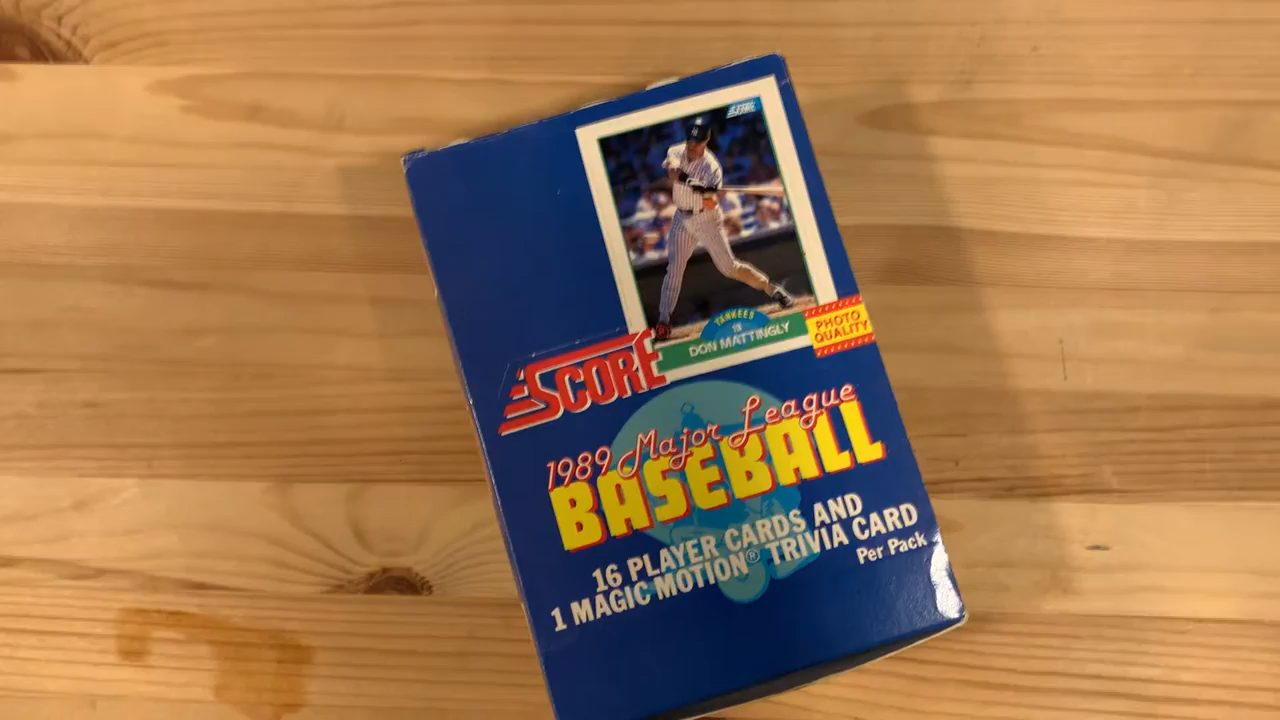 SCORE
YANKEES
1B
DON MATTINGLY
PHOTO
QUALITY
SCORE
1989 Major League
BASEBALL
16 PLAYER CARDS AND
1 MAGIC MOTION® TRIVIA CARD
Per Pack